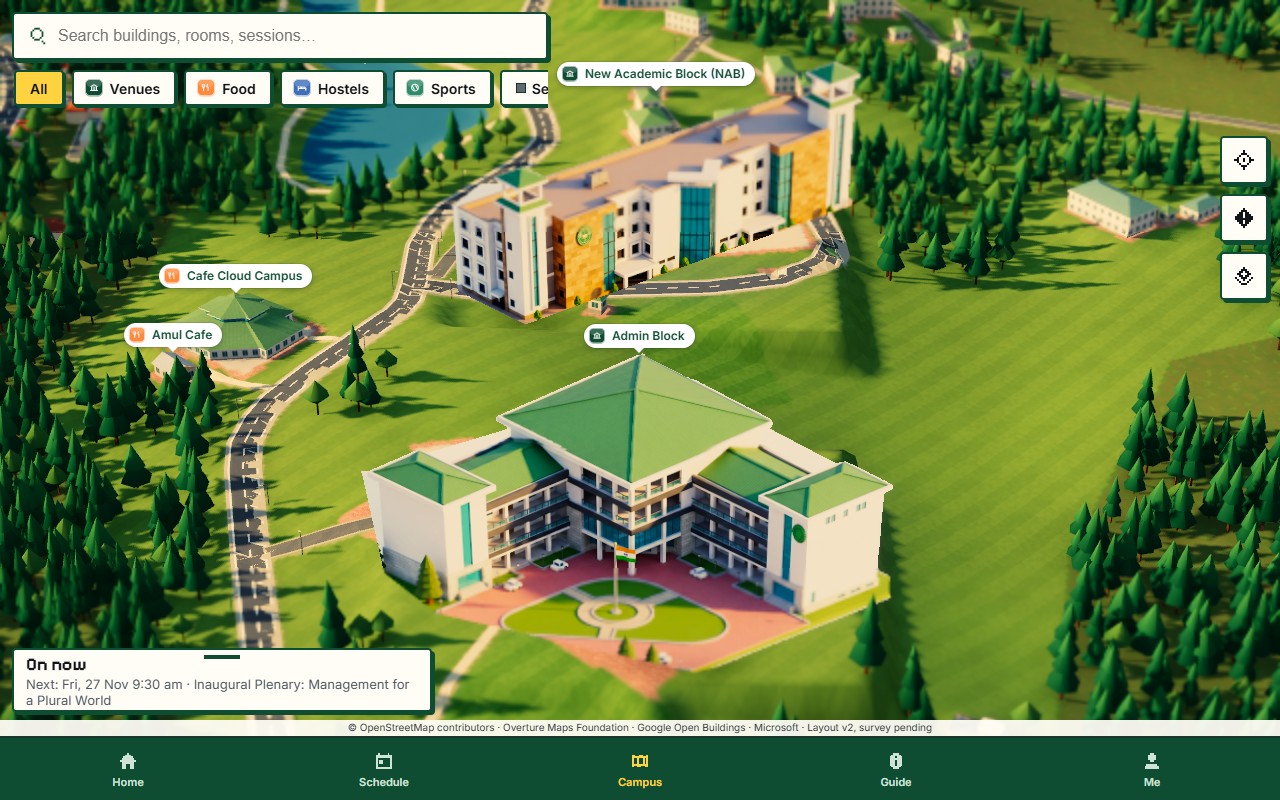 Search buildings, rooms, sessions…
All
Venues
Food
Hostels
Sports
Se
New Academic Block (NAB)
Cafe Cloud Campus
Amul Cafe
Admin Block
On now
Next: Fri, 27 Nov 9:30 am · Inaugural Plenary: Management for
a Plural World
© OpenStreetMap contributors · Overture Maps Foundation · Google Open Buildings · Microsoft · Layout v2, survey pending
Home
Schedule
Campus
Guide
Me